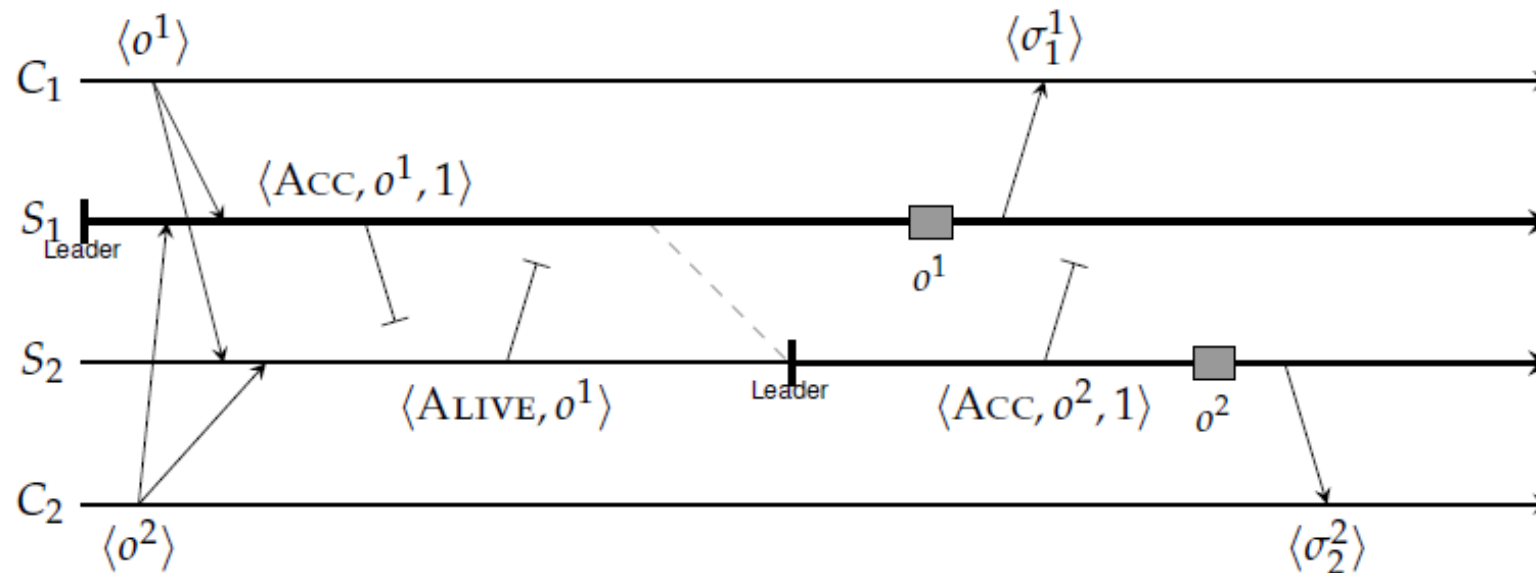 ⟨o¹⟩
⟨σ₁¹⟩
C₁
⟨ACC, o¹, 1⟩
S₁
Leader
o¹
S₂
⟨ALIVE, o¹⟩
Leader
⟨ACC, o², 1⟩
o²
C₂
⟨o²⟩
⟨σ₂²⟩